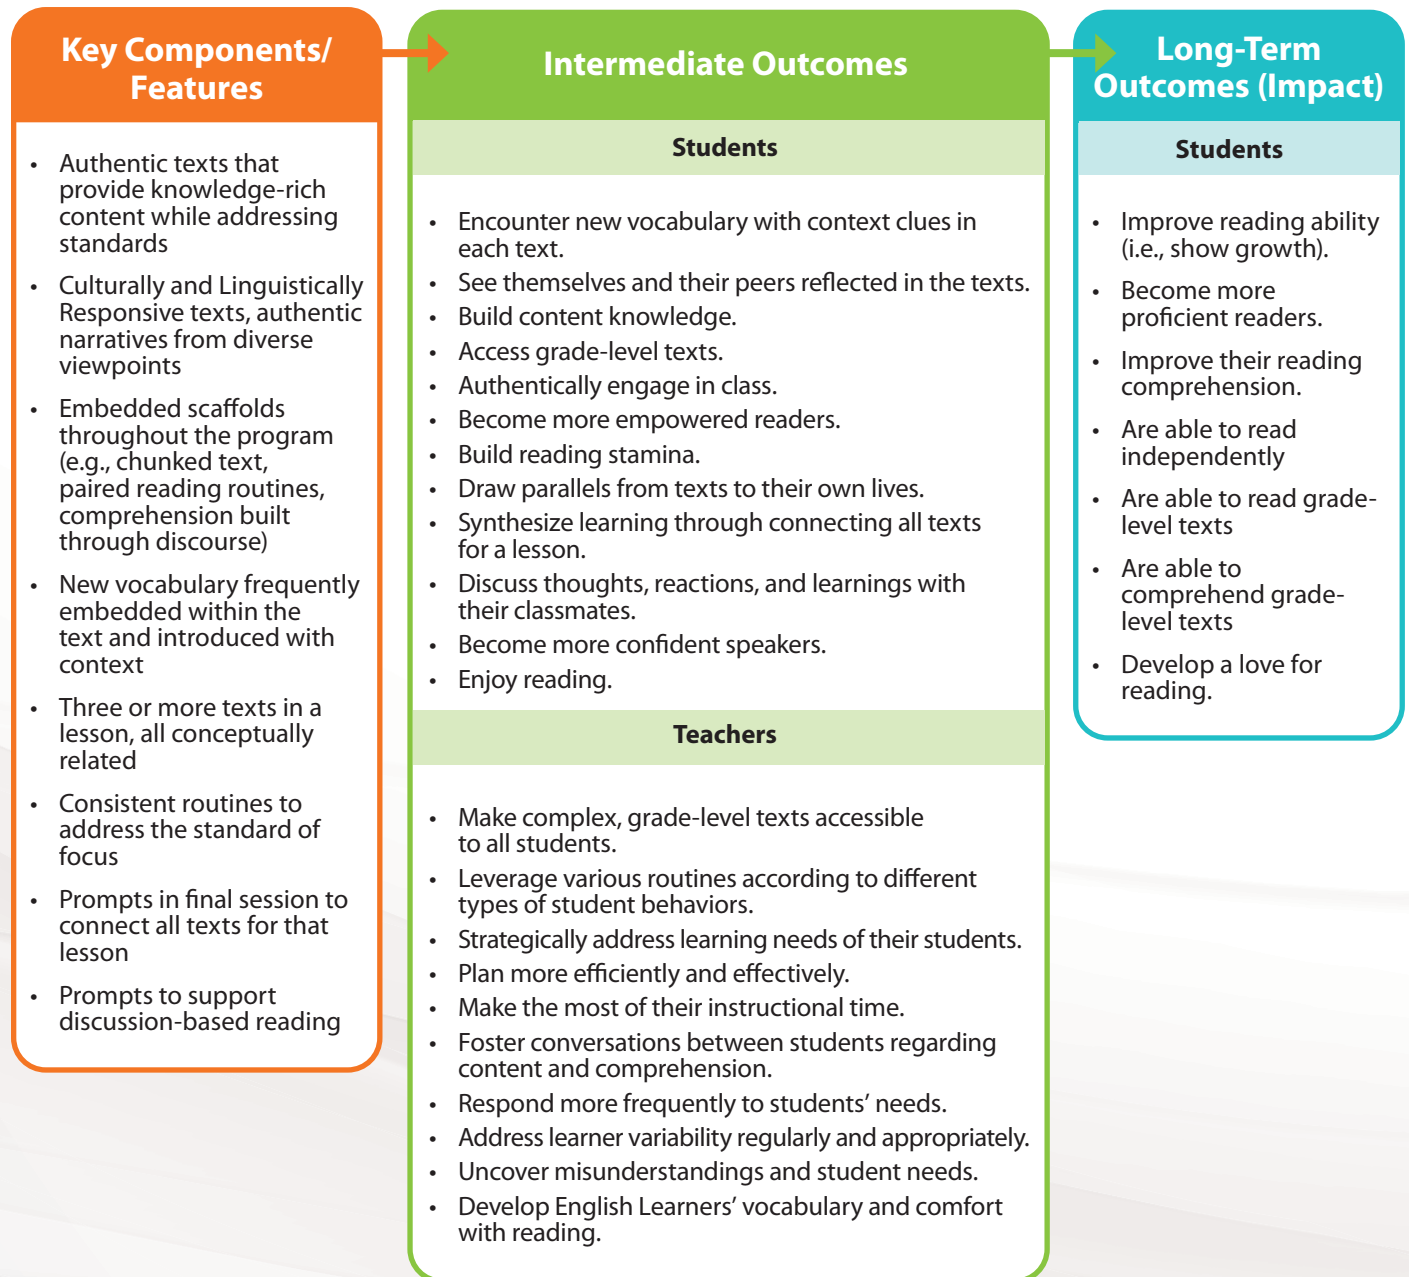 Key Components/
Features
• Authentic texts that
provide knowledge-rich
content while addressing
standards
• Culturally and Linguistically
Responsive texts, authentic
narratives from diverse
viewpoints
• Embedded scaffolds
throughout the program
(e.g., chunked text,
paired reading routines,
comprehension built
through discourse)
• New vocabulary frequently
embedded within the
text and introduced with
context
• Three or more texts in a
lesson, all conceptually
related
• Consistent routines to
address the standard of
focus
• Prompts in final session to
connect all texts for that
lesson
• Prompts to support
discussion-based reading
Intermediate Outcomes
Students
• Encounter new vocabulary with context clues in
each text.
• See themselves and their peers reflected in the texts.
• Build content knowledge.
• Access grade-level texts.
• Authentically engage in class.
• Become more empowered readers.
• Build reading stamina.
• Draw parallels from texts to their own lives.
• Synthesize learning through connecting all texts
for a lesson.
• Discuss thoughts, reactions, and learnings with
their classmates.
• Become more confident speakers.
• Enjoy reading.
Teachers
• Make complex, grade-level texts accessible
to all students.
• Leverage various routines according to different
types of student behaviors.
• Strategically address learning needs of their students.
• Plan more efficiently and effectively.
• Make the most of their instructional time.
• Foster conversations between students regarding
content and comprehension.
• Respond more frequently to students’ needs.
• Address learner variability regularly and appropriately.
• Uncover misunderstandings and student needs.
• Develop English Learners’ vocabulary and comfort
with reading.
Long-Term
Outcomes (Impact)
Students
• Improve reading ability
(i.e., show growth).
• Become more
proficient readers.
• Improve their reading
comprehension.
• Are able to read
independently
• Are able to read grade-
level texts
• Are able to
comprehend grade-
level texts
• Develop a love for
reading.